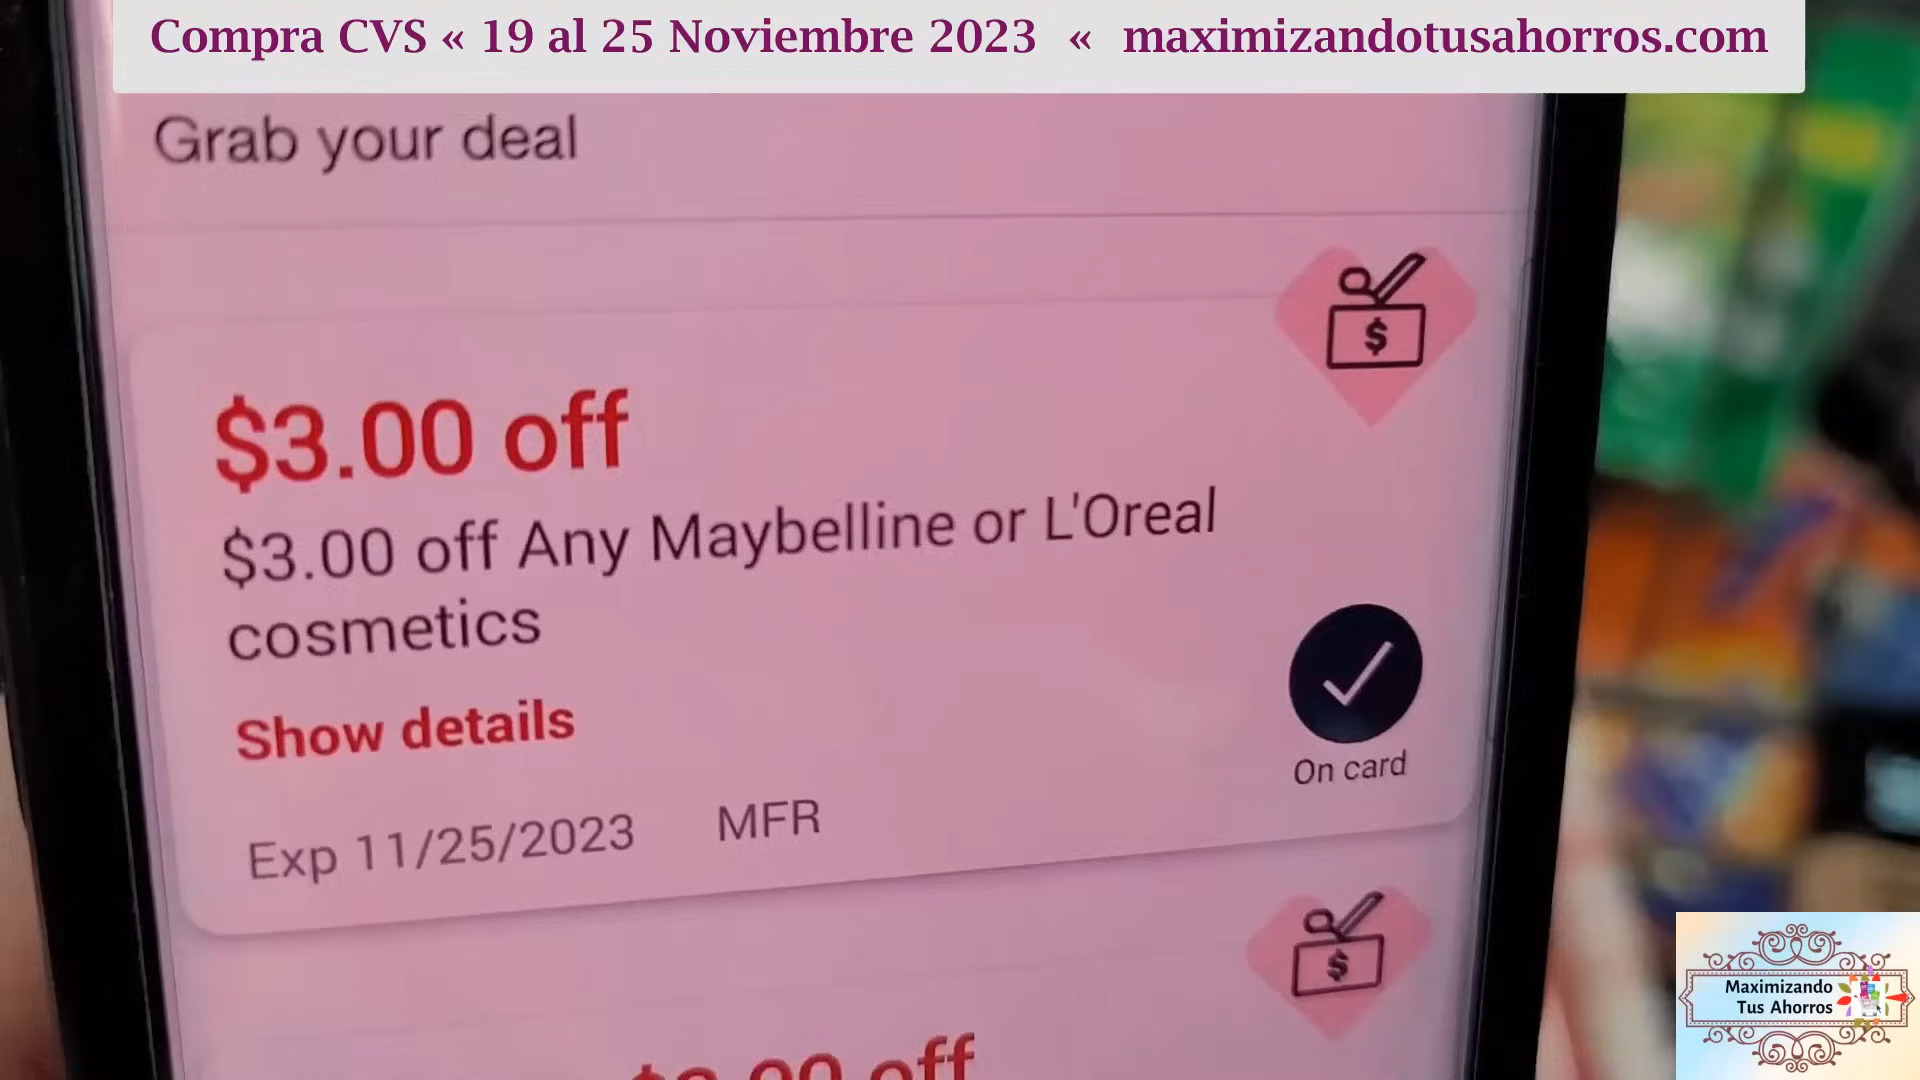 Compra CVS « 19 al 25 Noviembre 2023 « maximizandotusahorros.com
Grab your deal
$
$3.00 off
$3.00 off Any Maybelline or L'Oreal
cosmetics
Show details
On card
Exp 11/25/2023 MFR
$
off
Maximizando
Tus Ahorros